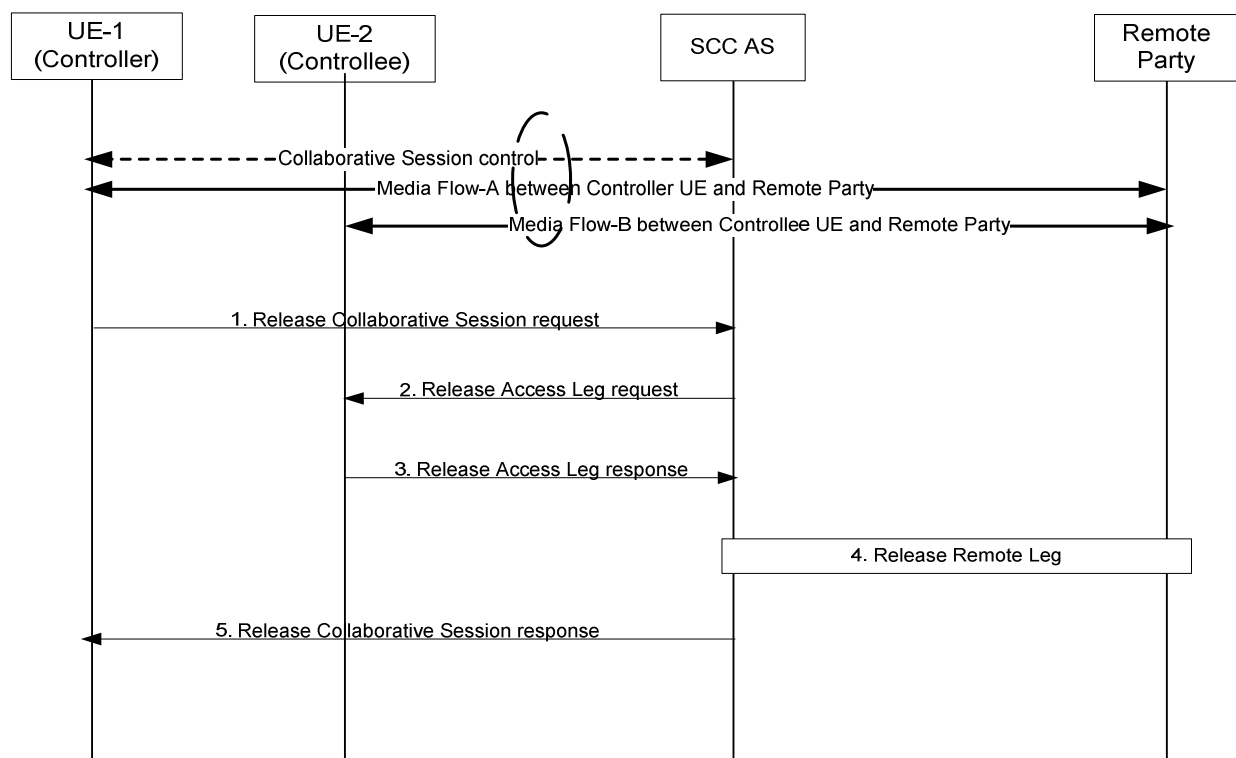 UE-1
(Controller)
UE-2
(Controllee)
SCC AS
Remote
Party
Collaborative Session control
Media Flow-A between Controller UE and Remote Party
Media Flow-B between Controllee UE and Remote Party
1. Release Collaborative Session request
2. Release Access Leg request
3. Release Access Leg response
4. Release Remote Leg
5. Release Collaborative Session response